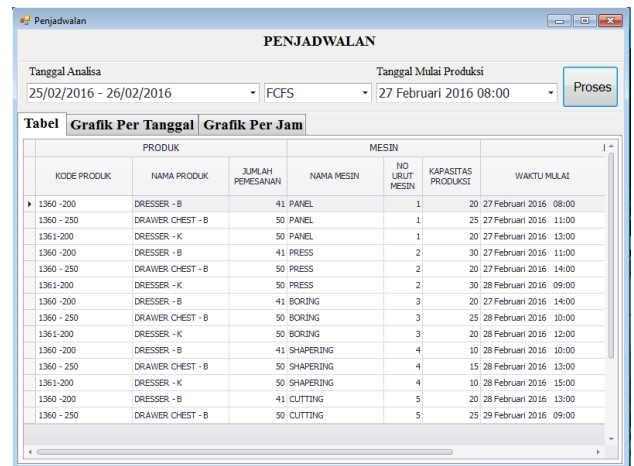 Penjadwalan
PENJADWALAN
Tanggal Analisa Tanggal Mulai Produksi
25/02/2016 - 26/02/2016 FCFS 27 Februari 2016 08:00 Proses
Tabel Grafik Per Tanggal Grafik Per Jam
PRODUK MESIN
KODE PRODUK NAMA PRODUK JUMLAH PEMESANAN NAMA MESIN NO URUT MESIN KAPASITAS PRODUKSI WAKTU MULAI
1360 -200 DRESSER - B 41 PANEL 1 20 27 Februari 2016 08:00
1360 - 250 DRAWER CHEST - B 50 PANEL 1 25 27 Februari 2016 11:00
1361-200 DRESSER - K 50 PANEL 1 20 27 Februari 2016 13:00
1360 -200 DRESSER - B 41 PRESS 2 30 27 Februari 2016 11:00
1360 - 250 DRAWER CHEST - B 50 PRESS 2 20 27 Februari 2016 14:00
1361-200 DRESSER - K 50 PRESS 2 30 28 Februari 2016 09:00
1360 -200 DRESSER - B 41 BORING 3 20 27 Februari 2016 14:00
1360 - 250 DRAWER CHEST - B 50 BORING 3 25 28 Februari 2016 10:00
1361-200 DRESSER - K 50 BORING 3 20 28 Februari 2016 12:00
1360 -200 DRESSER - B 41 SHAPERING 4 10 28 Februari 2016 10:00
1360 - 250 DRAWER CHEST - B 50 SHAPERING 4 15 28 Februari 2016 13:00
1361-200 DRESSER - K 50 SHAPERING 4 10 28 Februari 2016 15:00
1360 -200 DRESSER - B 41 CUTTING 5 20 28 Februari 2016 13:00
1360 - 250 DRAWER CHEST - B 50 CUTTING 5 25 29 Februari 2016 09:00